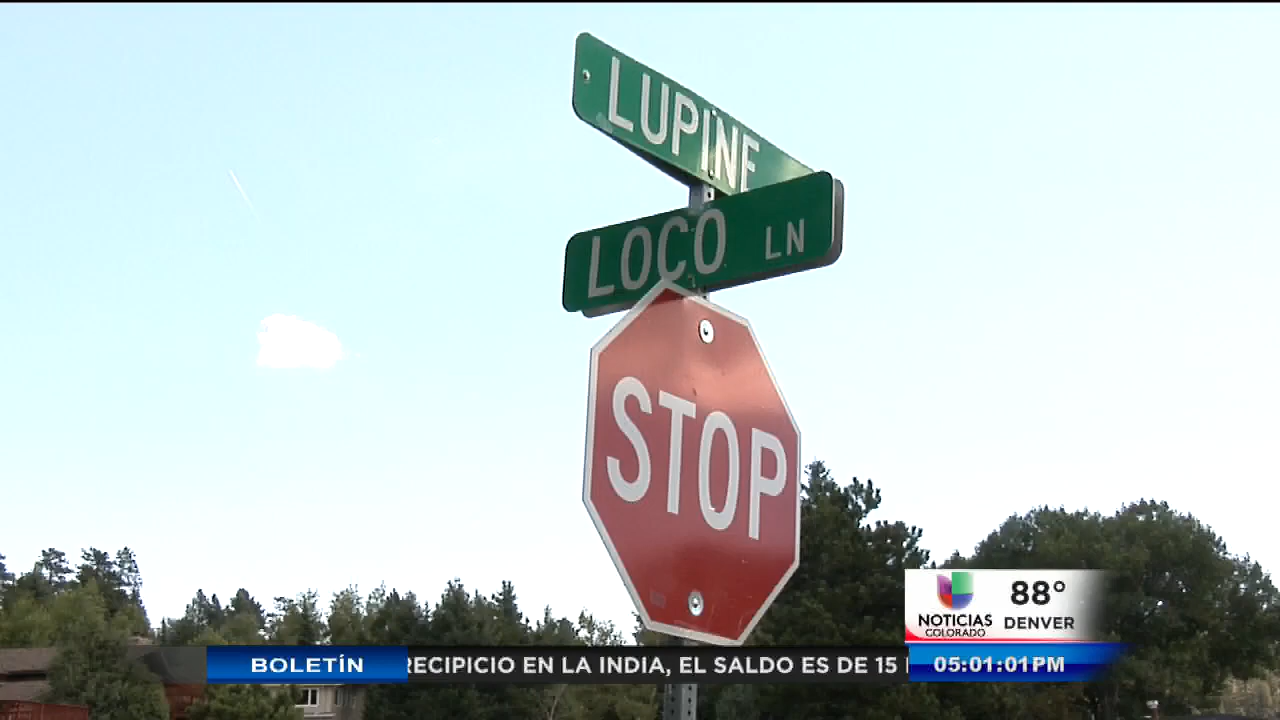 LUPINE
LOCO LN
STOP
88°
NOTICIAS
COLORADO
DENVER
BOLETÍN
EN LA INDIA, EL SALDO ES DE 15
05:01:01PM